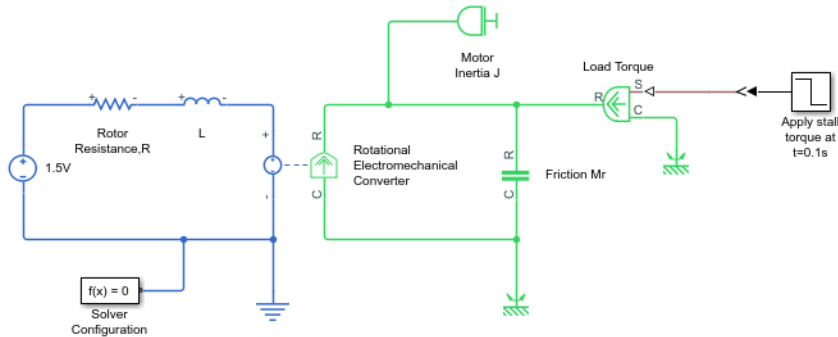 Motor
Inertia J
Load Torque
S
R
C
+
-
+
-
Rotor
Resistance,R
L
+
R
Rotational
Electromechanical
Converter
R
Apply stall
torque at
t=0.1s
+
-
1.5V
-
C
C
Friction Mr
f(x) = 0
Solver
Configuration